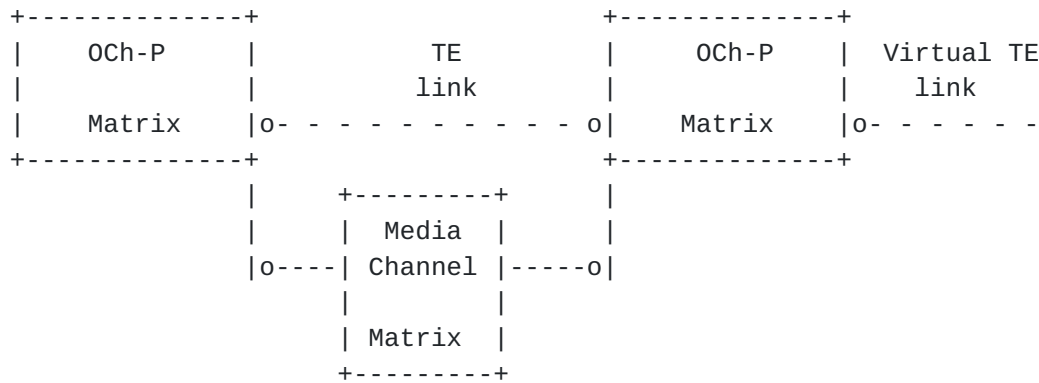 OCh-P TE OCh-P Virtual TE
link link
Matrix Matrix
Media
Channel
Matrix